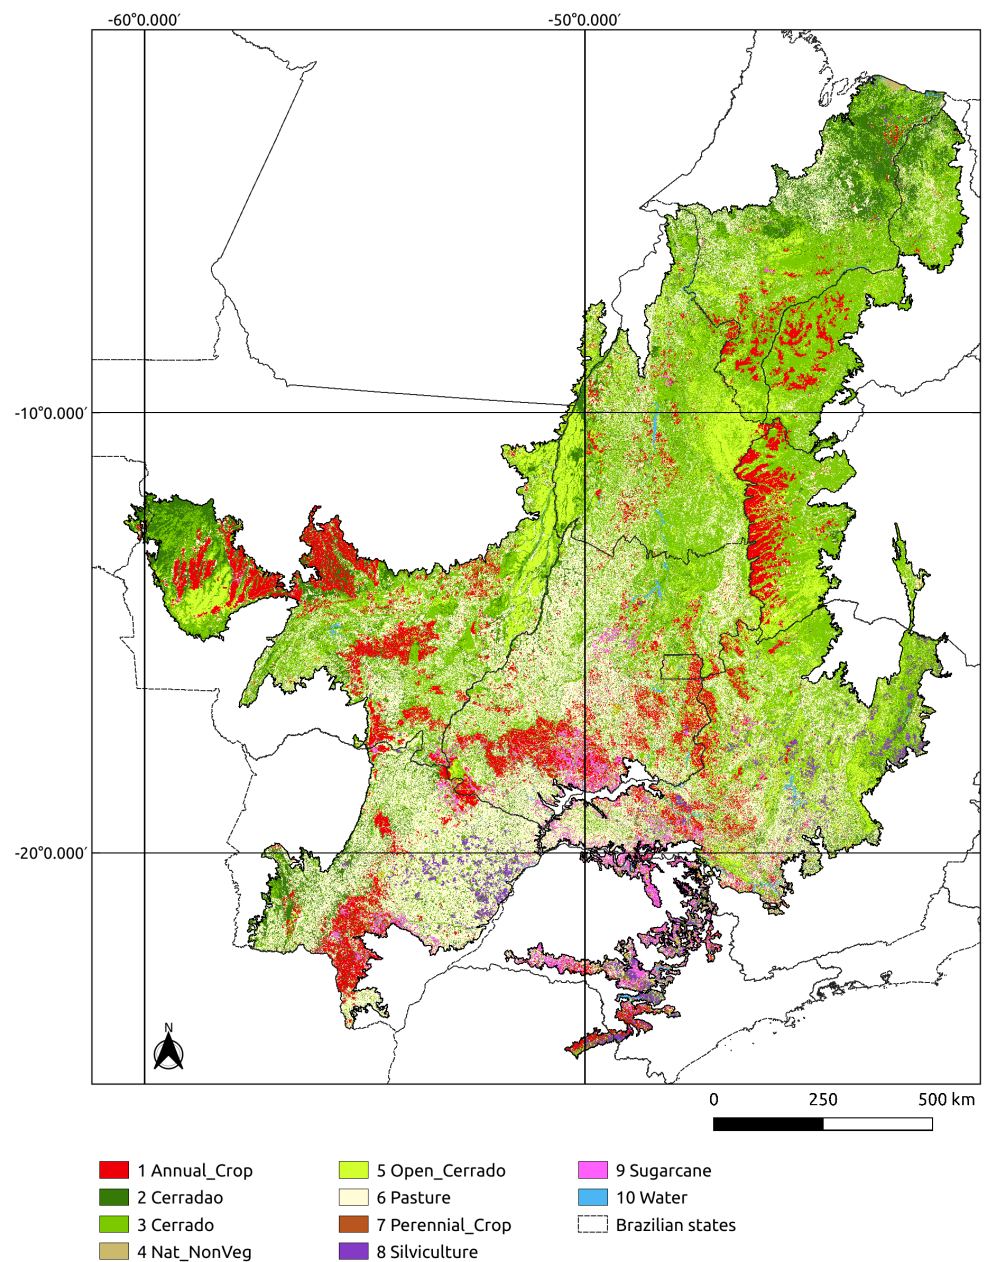 -60°0.000′ -50°0.000′
-10°0.000′
-20°0.000′
N
0 250 500 km
1 Annual_Crop
2 Cerradao
3 Cerrado
4 Nat_NonVeg
5 Open_Cerrado
6 Pasture
7 Perennial_Crop
8 Silviculture
9 Sugarcane
10 Water
Brazilian states